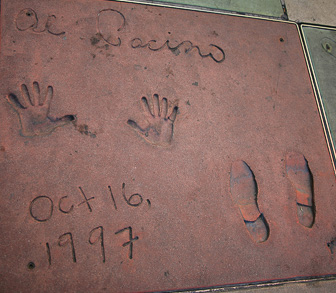 Al Pacino
Oct 16,
1997